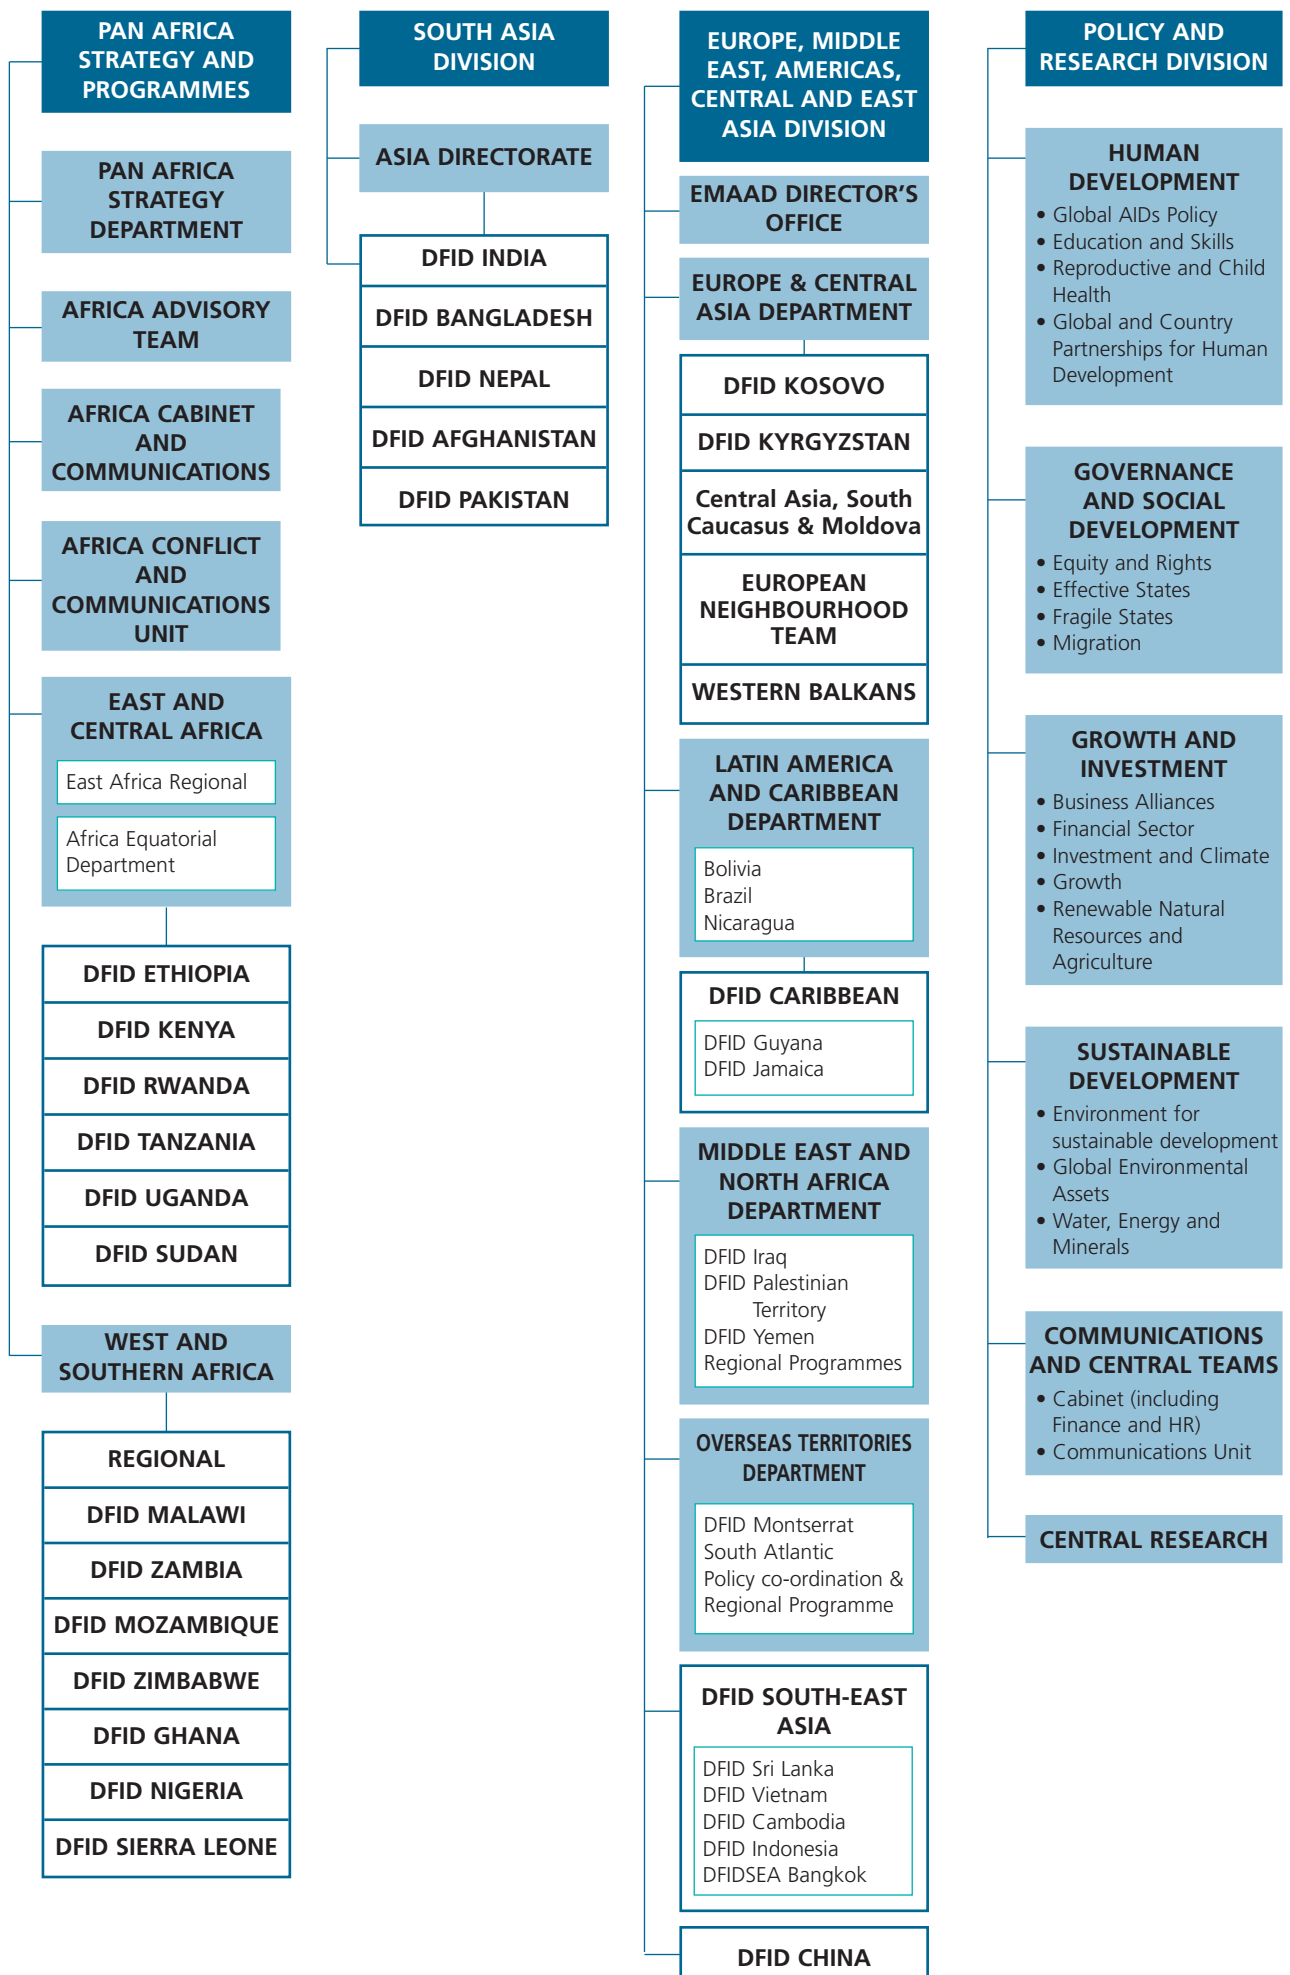 PAN AFRICA
STRATEGY AND
PROGRAMMES
PAN AFRICA
STRATEGY
DEPARTMENT
AFRICA ADVISORY
TEAM
AFRICA CABINET
AND
COMMUNICATIONS
AFRICA CONFLICT
AND
COMMUNICATIONS
UNIT
EAST AND
CENTRAL AFRICA
East Africa Regional
Africa Equatorial
Department
DFID ETHIOPIA
DFID KENYA
DFID RWANDA
DFID TANZANIA
DFID UGANDA
DFID SUDAN
WEST AND
SOUTHERN AFRICA
REGIONAL
DFID MALAWI
DFID ZAMBIA
DFID MOZAMBIQUE
DFID ZIMBABWE
DFID GHANA
DFID NIGERIA
DFID SIERRA LEONE
SOUTH ASIA
DIVISION
ASIA DIRECTORATE
DFID INDIA
DFID BANGLADESH
DFID NEPAL
DFID AFGHANISTAN
DFID PAKISTAN
EUROPE, MIDDLE
EAST, AMERICAS,
CENTRAL AND EAST
ASIA DIVISION
EMAAD DIRECTOR'S
OFFICE
EUROPE & CENTRAL
ASIA DEPARTMENT
DFID KOSOVO
DFID KYRGYZSTAN
Central Asia, South
Caucasus & Moldova
EUROPEAN
NEIGHBOURHOOD
TEAM
WESTERN BALKANS
LATIN AMERICA
AND CARIBBEAN
DEPARTMENT
Bolivia
Brazil
Nicaragua
DFID CARIBBEAN
DFID Guyana
DFID Jamaica
MIDDLE EAST AND
NORTH AFRICA
DEPARTMENT
DFID Iraq
DFID Palestinian
Territory
DFID Yemen
Regional Programmes
OVERSEAS TERRITORIES
DEPARTMENT
DFID Montserrat
South Atlantic
Policy co-ordination &
Regional Programme
DFID SOUTH-EAST
ASIA
DFID Sri Lanka
DFID Vietnam
DFID Cambodia
DFID Indonesia
DFIDSEA Bangkok
DFID CHINA
POLICY AND
RESEARCH DIVISION
HUMAN
DEVELOPMENT
• Global AIDs Policy
• Education and Skills
• Reproductive and Child
Health
• Global and Country
Partnerships for Human
Development
GOVERNANCE
AND SOCIAL
DEVELOPMENT
• Equity and Rights
• Effective States
• Fragile States
• Migration
GROWTH AND
INVESTMENT
• Business Alliances
• Financial Sector
• Investment and Climate
• Growth
• Renewable Natural
Resources and
Agriculture
SUSTAINABLE
DEVELOPMENT
• Environment for
sustainable development
• Global Environmental
Assets
• Water, Energy and
Minerals
COMMUNICATIONS
AND CENTRAL TEAMS
• Cabinet (including
Finance and HR)
• Communications Unit
CENTRAL RESEARCH